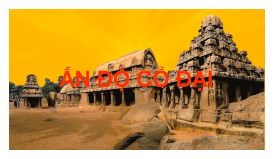 ẤN ĐỘ CỔ ĐẠI